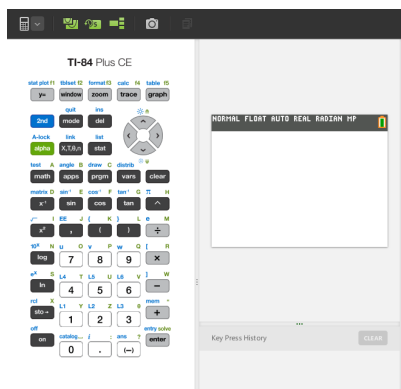 TI-84 Plus CE
stat plot f1 tblset f2 format f3 calc f4 table f5
y= window zoom trace graph
quit ins
2nd mode del
A-lock link list
alpha X,T,θ,n stat
test A angle B draw C distrib
math apps prgm vars clear
matrix D sin⁻¹ E cos⁻¹ F tan⁻¹ G π H
x⁻¹ sin cos tan ^
√ I EE J { K } L e M
x² , ( ) ÷
10ˣ N u O v P w Q [ R
log 7 8 9 ×
eˣ S L4 T L5 U L6 V ] W
ln 4 5 6 −
rcl X L1 Y L2 Z L3 θ mem "
sto→ 1 2 3 +
off catalog... i : ans ? entry solve
on 0 . (−) enter
NORMAL FLOAT AUTO REAL RADIAN MP
Key Press History CLEAR